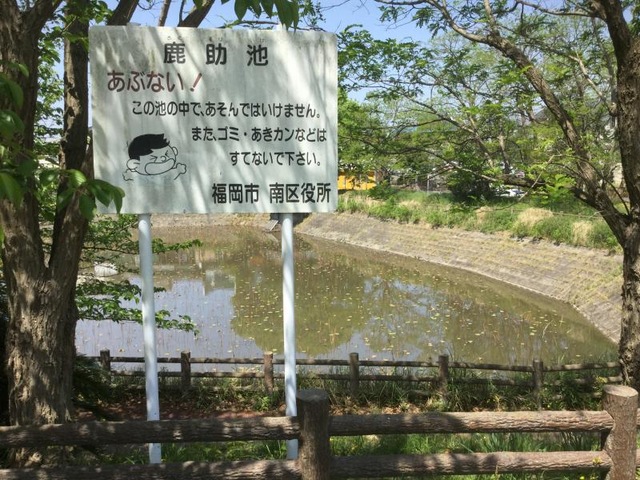 鹿助池
あぶない!
この池の中で、あそんではいけません。
また、ゴミ・あきカンなどは
すてないで下さい。
福岡市 南区役所